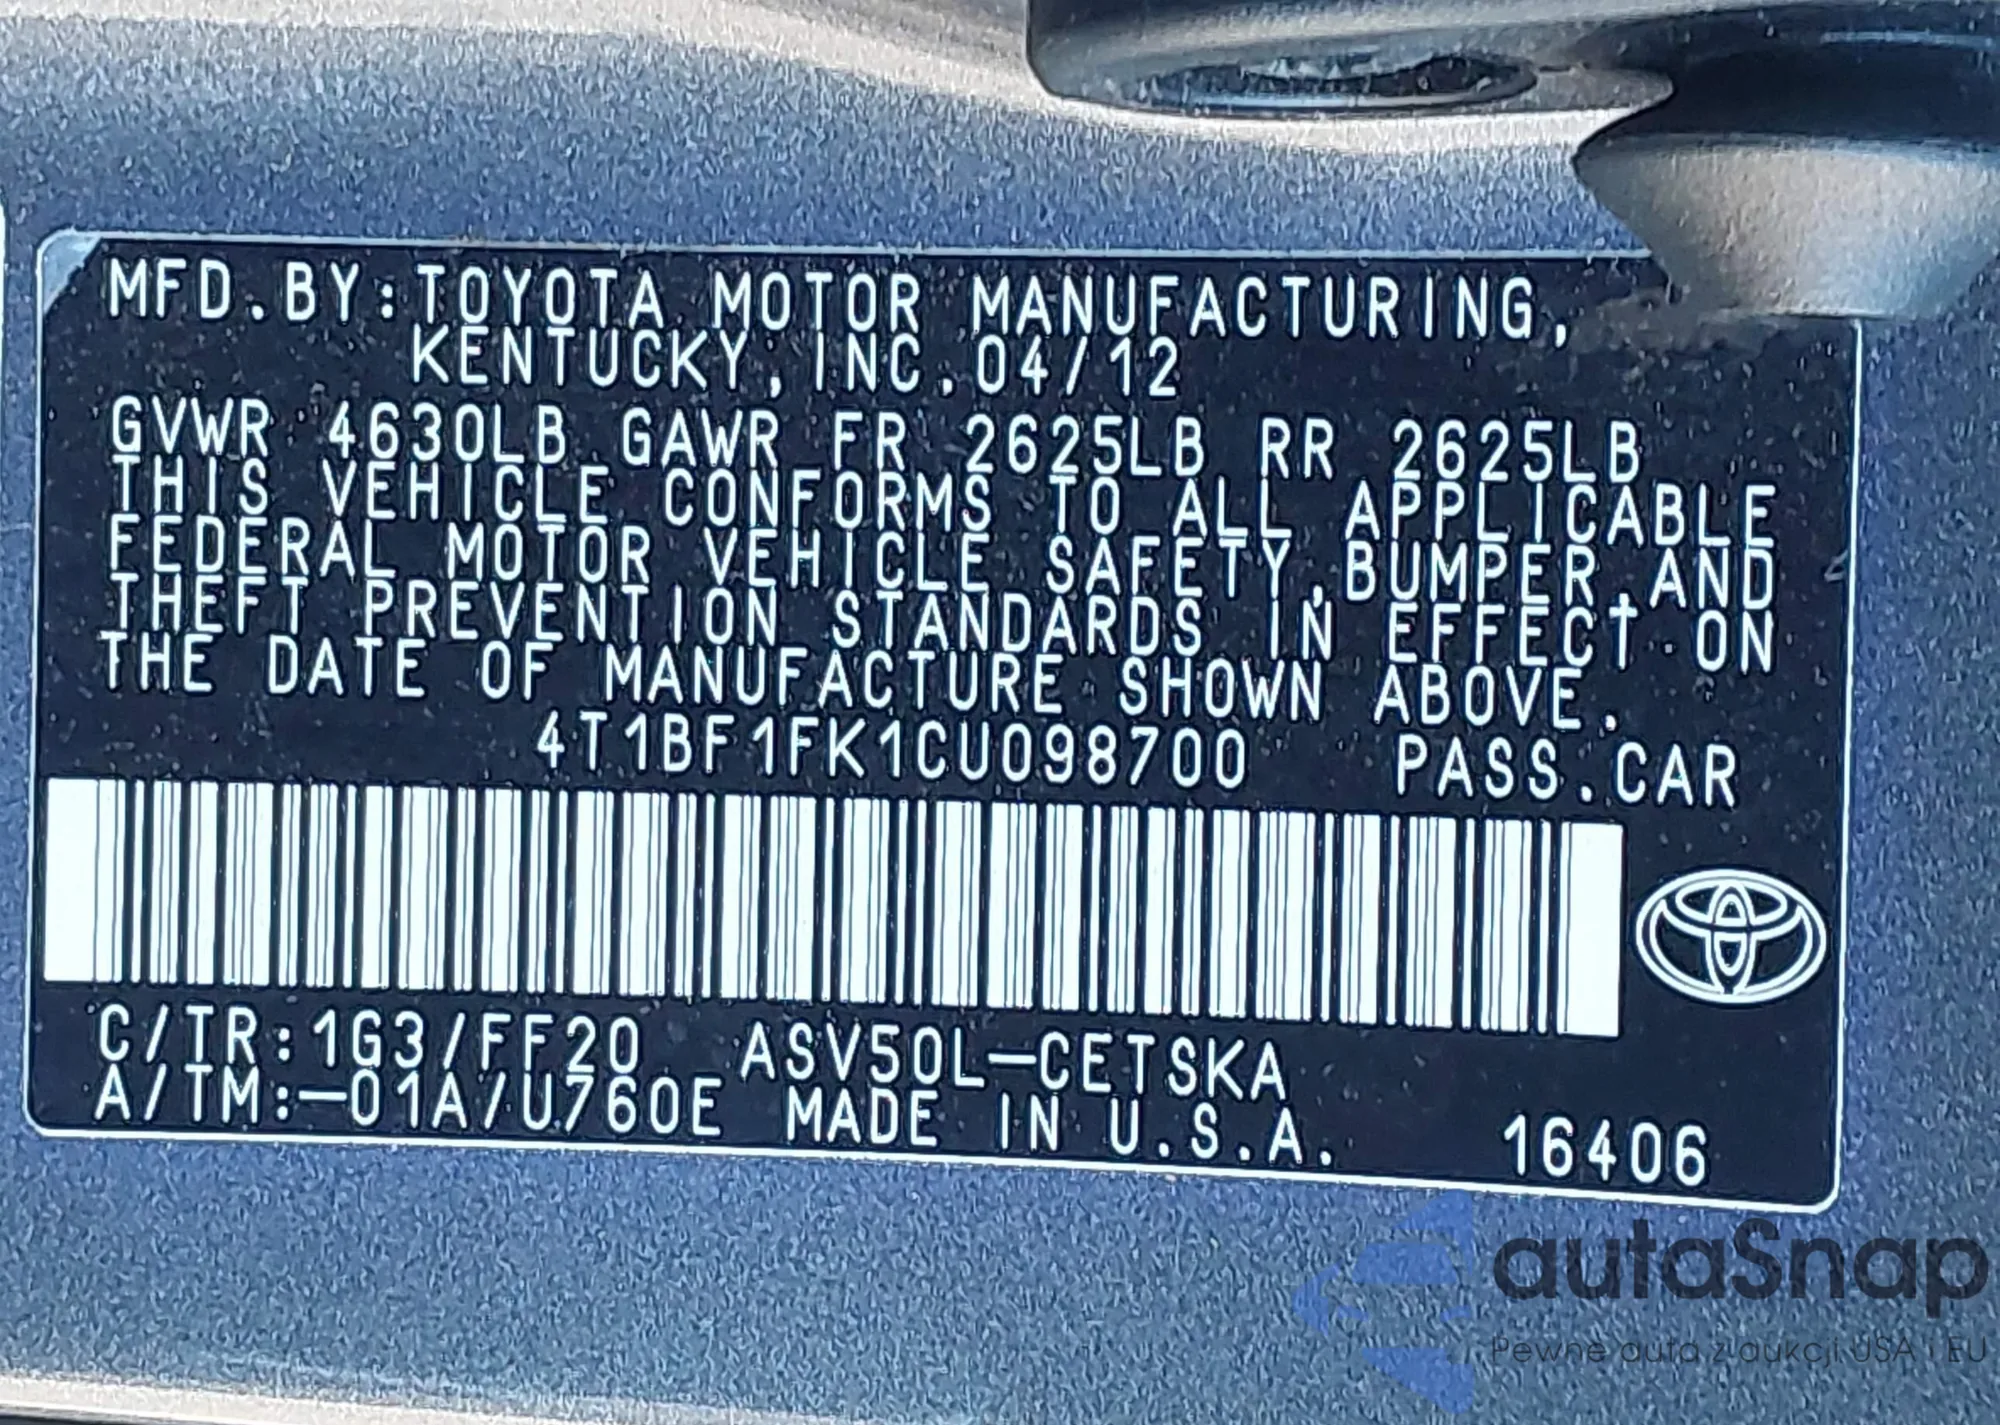 MFD.BY:TOYOTA MOTOR MANUFACTURING,
KENTUCKY, INC.04/12
GVWR 4630LB GAWR FR 2625LB RR 2625LB
THIS VEHICLE CONFORMS TO ALL APPLICABLE
FEDERAL MOTOR VEHICLE SAFETY,BUMPER,AND
THEFT PREVENTION STANDARDS IN EFFECT ON
THE DATE OF MANUFACTURE SHOWN ABOVE.
4T1BF1FK1CU098700 PASS.CAR
C/TR:1G3/FF20 ASV50L-CETSKA
A/TM:-01A/U760E MADE IN U.S.A. 16406
autaSnap
Pewne auta z aukcji USA i EU